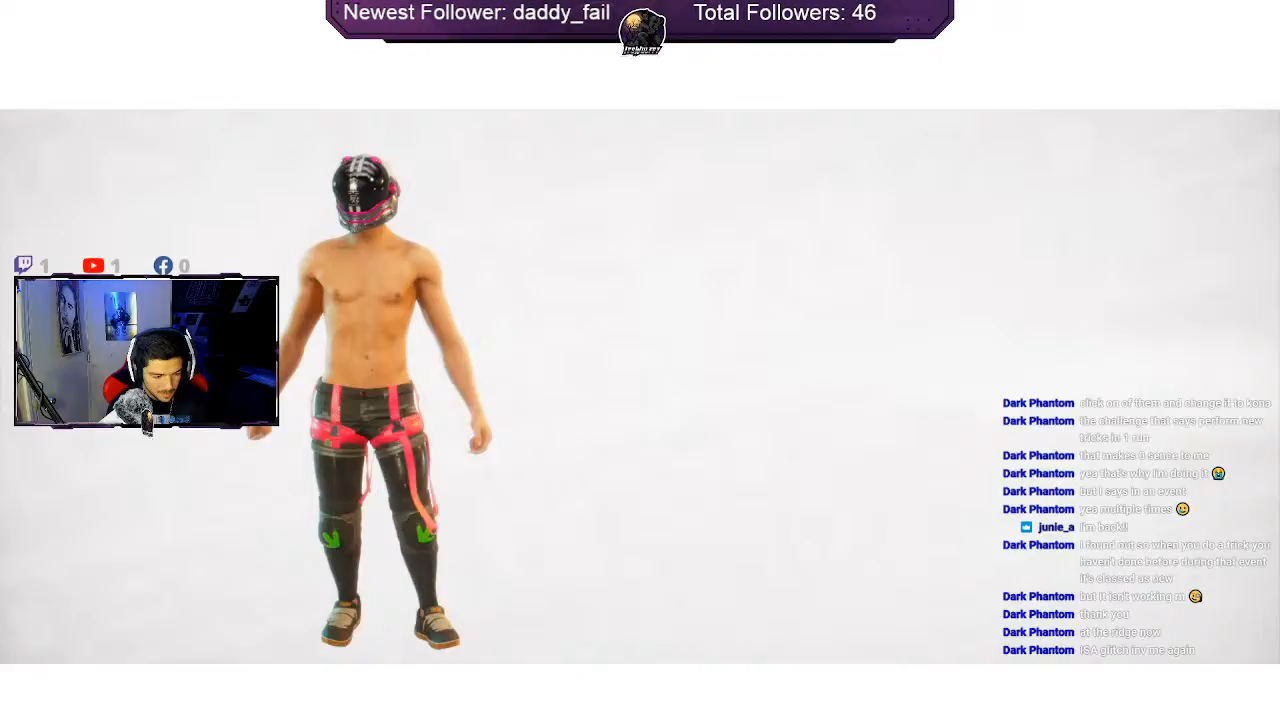 Newest Follower: daddy_fail
Total Followers: 46
1 1 0
Dark Phantom click on of them and change it to kona
Dark Phantom the challenge that says perform new
tricks in 1 run
Dark Phantom that makes 0 sense to me
Dark Phantom yea that's why i'm doing it 😭
Dark Phantom but I says in an event
Dark Phantom yea multiple times 🥲
junie_a i'm back!!
Dark Phantom I found out so when you do a trick you
haven't done before during that event
it's classed as new
Dark Phantom but it isn't working rn
Dark Phantom thank you
Dark Phantom at the ridge now
Dark Phantom ISA glitch inv me again